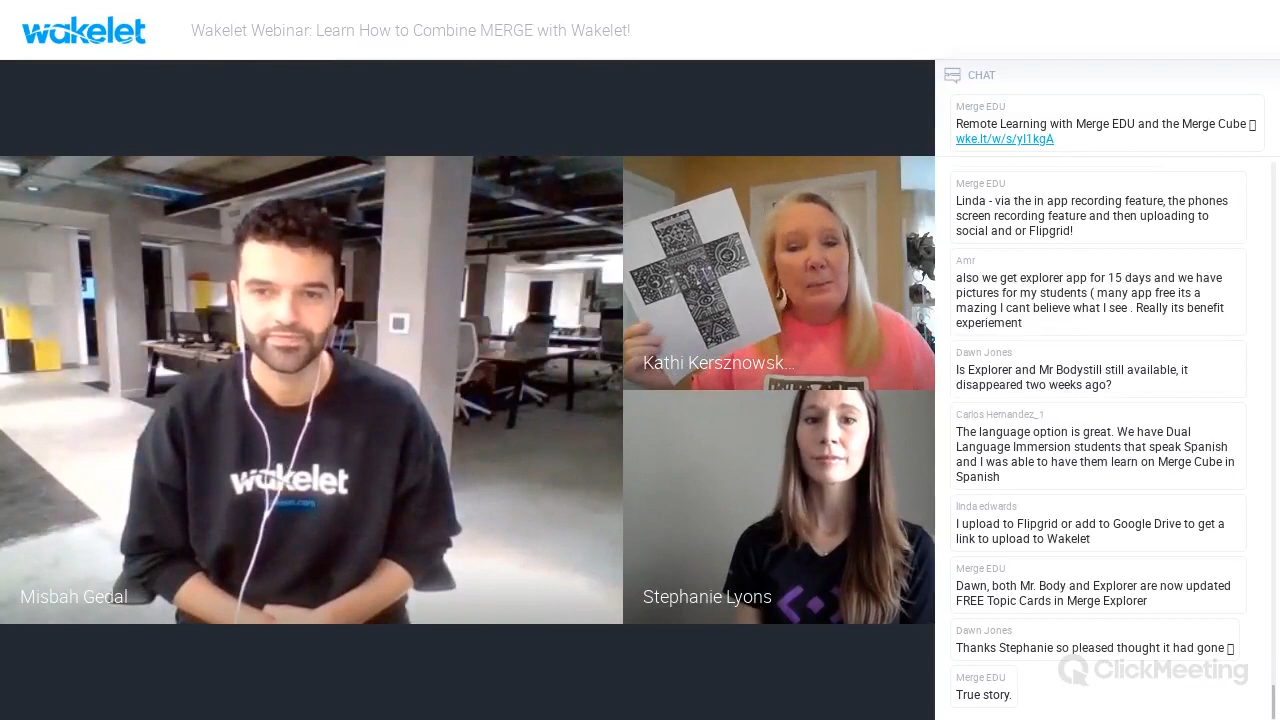 wakelet
Wakelet Webinar: Learn How to Combine MERGE with Wakelet!
CHAT
Merge EDU
Remote Learning with Merge EDU and the Merge Cube
wke.lt/w/s/yI1kgA
Merge EDU
Linda - via the in app recording feature, the phones
screen recording feature and then uploading to
social and or Flipgrid!
Amr
also we get explorer app for 15 days and we have
pictures for my students ( many app free its a
mazing I cant believe what I see . Really its benefit
experiement
Dawn Jones
Is Explorer and Mr Bodystill still available, it
disappeared two weeks ago?
Carlos Hernandez_1
The language option is great. We have Dual
Language Immersion students that speak Spanish
and I was able to have them learn on Merge Cube in
Spanish
linda edwards
I upload to Flipgrid or add to Google Drive to get a
link to upload to Wakelet
Merge EDU
Dawn, both Mr. Body and Explorer are now updated
FREE Topic Cards in Merge Explorer
Dawn Jones
Thanks Stephanie so pleased thought it had gone
Merge EDU
True story.
ClickMeeting
wakelet
Misbah Gedal
Kathi Kersznowsk...
Stephanie Lyons